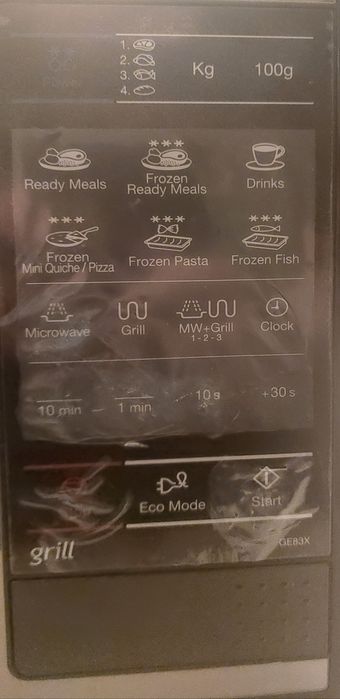 1.
2.
3.
4.
Kg 100g
Ready Meals
Frozen
Ready Meals
Drinks
Frozen
Mini Quiche / Pizza
Frozen Pasta
Frozen Fish
Microwave
Grill
MW+Grill
1-2-3
Clock
10 min
1 min
10 s
+30 s
Eco Mode
Start
grill
GE83X